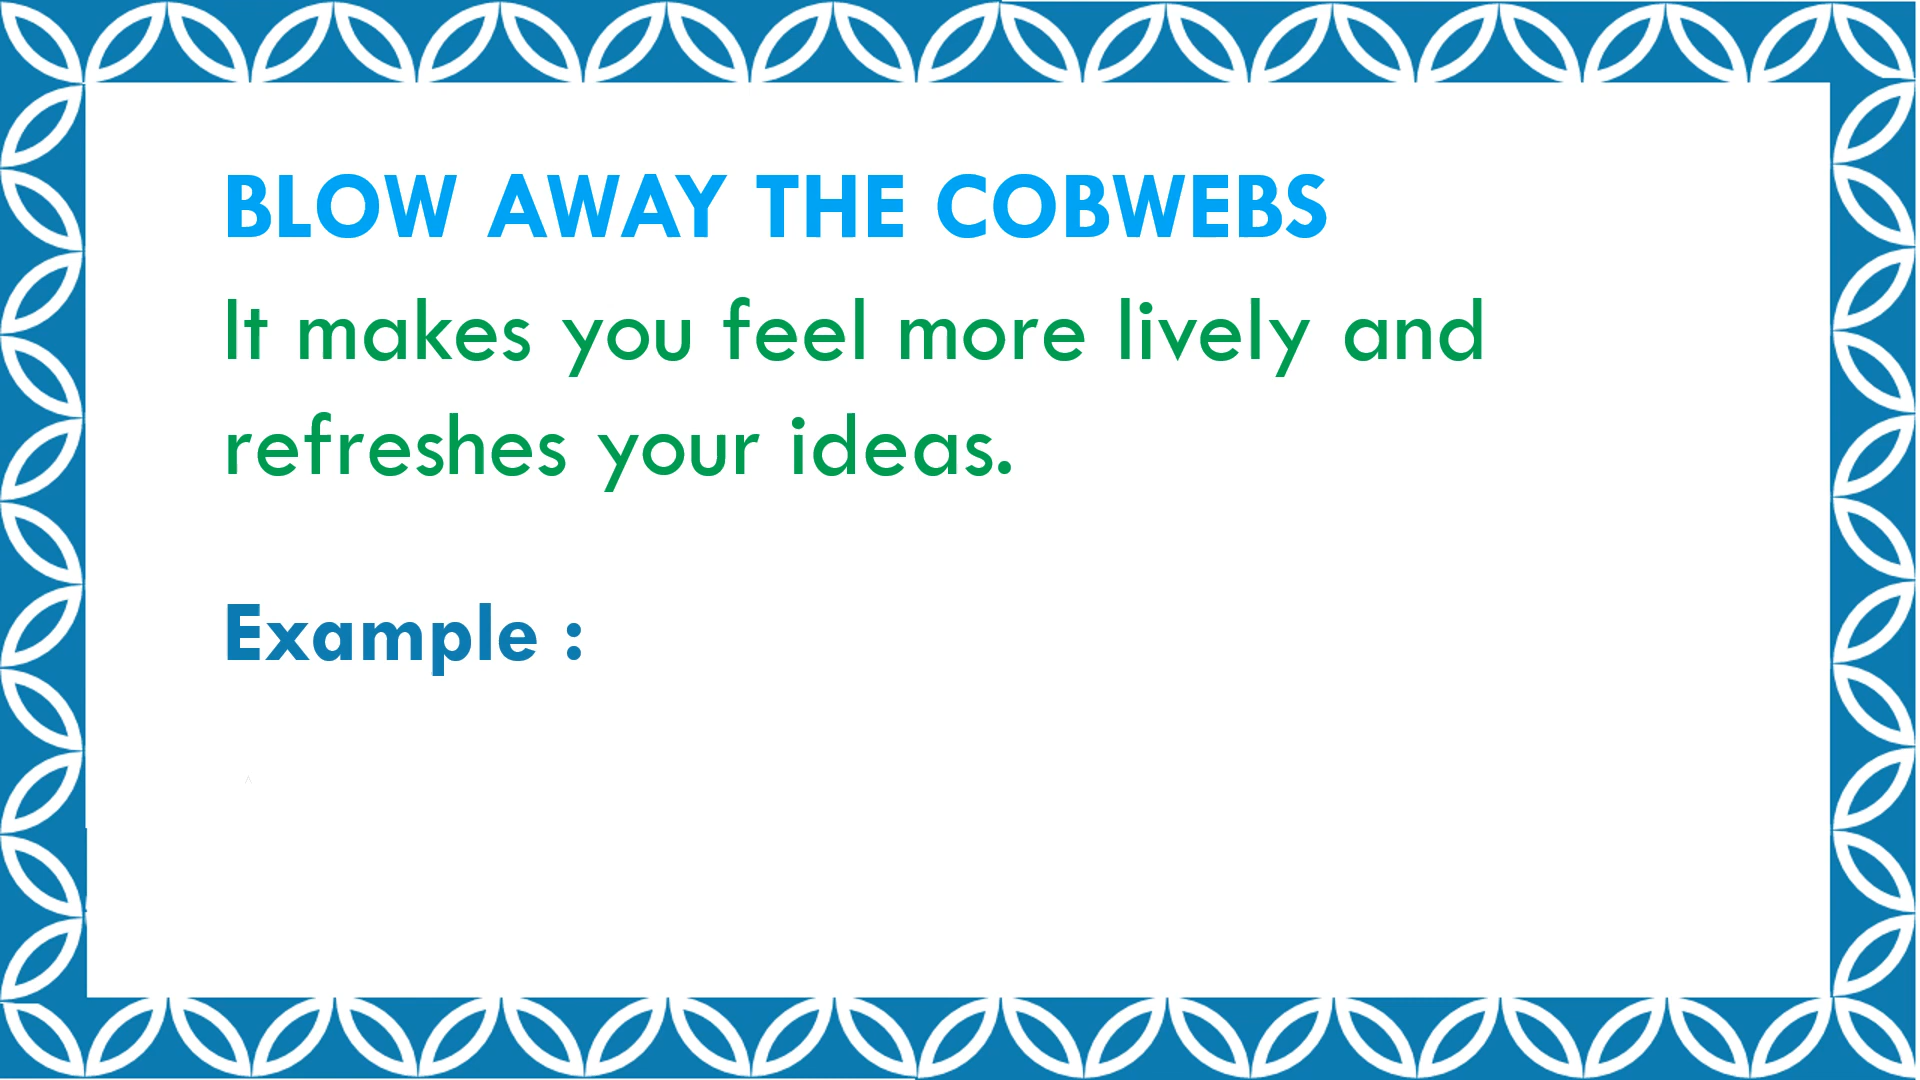 BLOW AWAY THE COBWEBS
It makes you feel more lively and
refreshes your ideas.
Example :